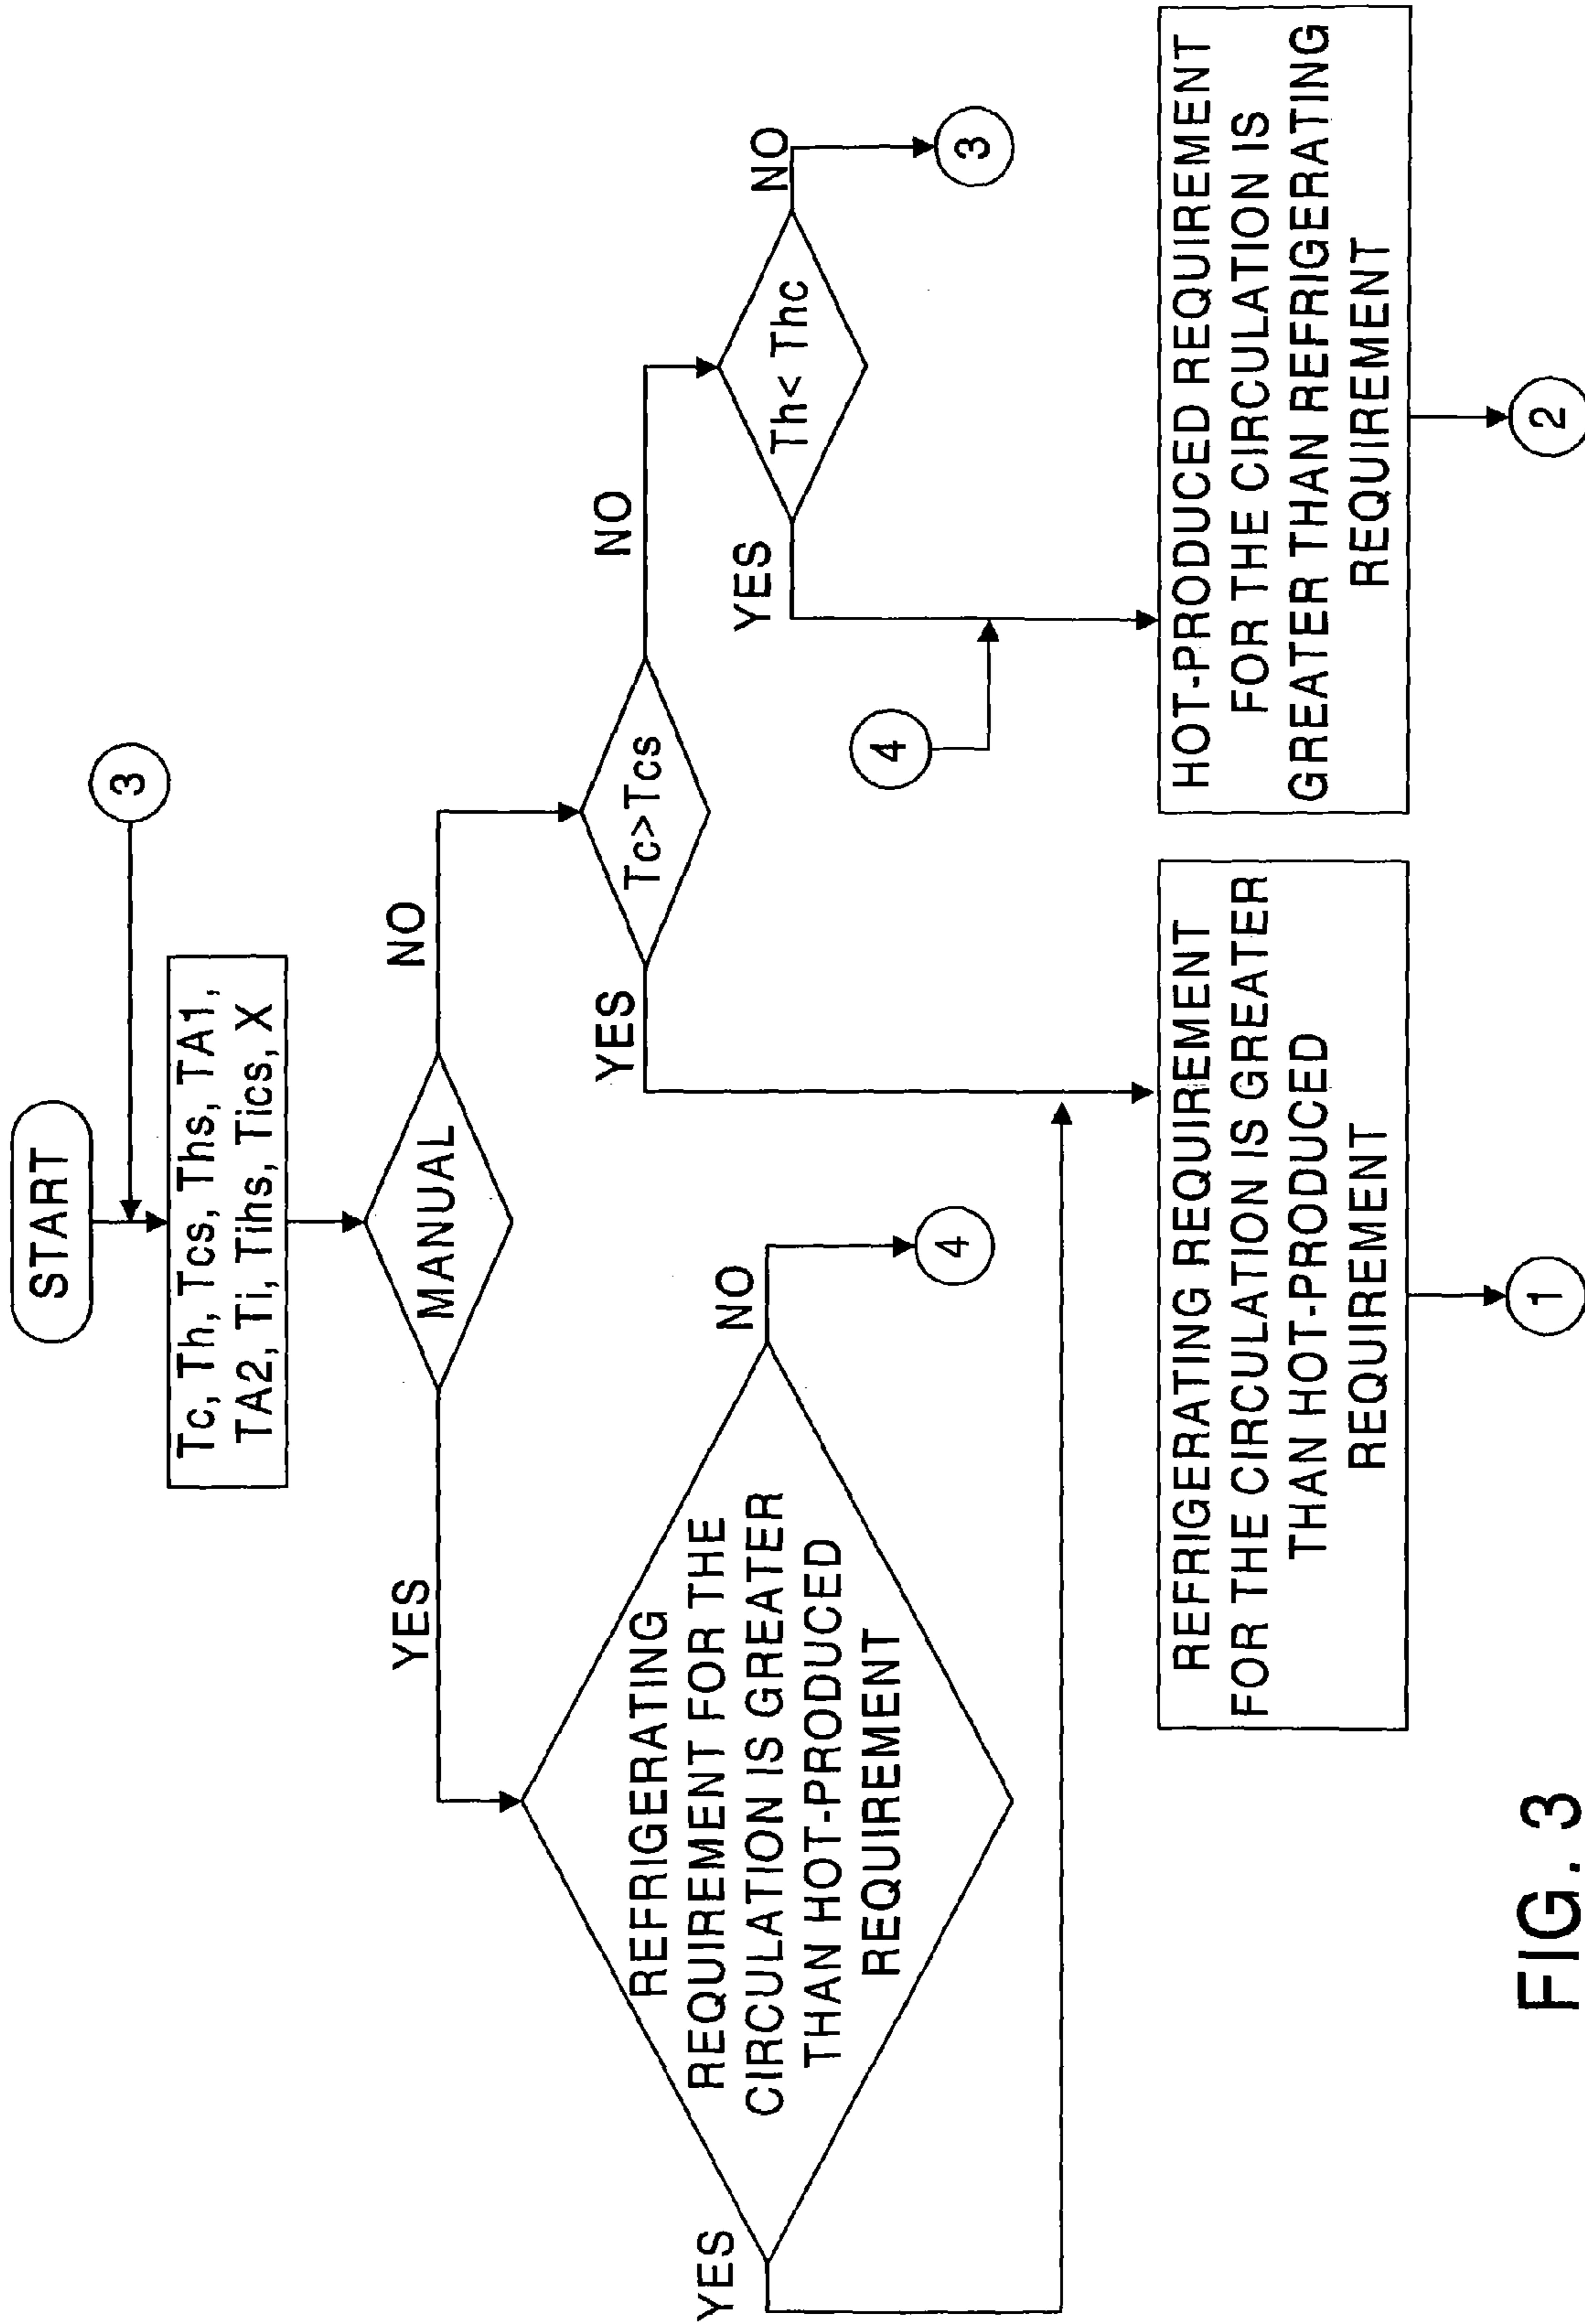 START
3
Tc, Th, Tcs, Ths, TA1,
TA2, Ti, Tihs, Tics, X
MANUAL
YES
NO
REFRIGERATING
REQUIREMENT FOR THE
CIRCULATION IS GREATER
THAN HOT-PRODUCED
REQUIREMENT
YES
NO
4
Tc>Tcs
YES
NO
Th< Thc
YES
NO
3
4
REFRIGERATING REQUIREMENT
FOR THE CIRCULATION IS GREATER
THAN HOT-PRODUCED
REQUIREMENT
1
HOT-PRODUCED REQUIREMENT
FOR THE CIRCULATION IS
GREATER THAN REFRIGERATING
REQUIREMENT
2
FIG. 3